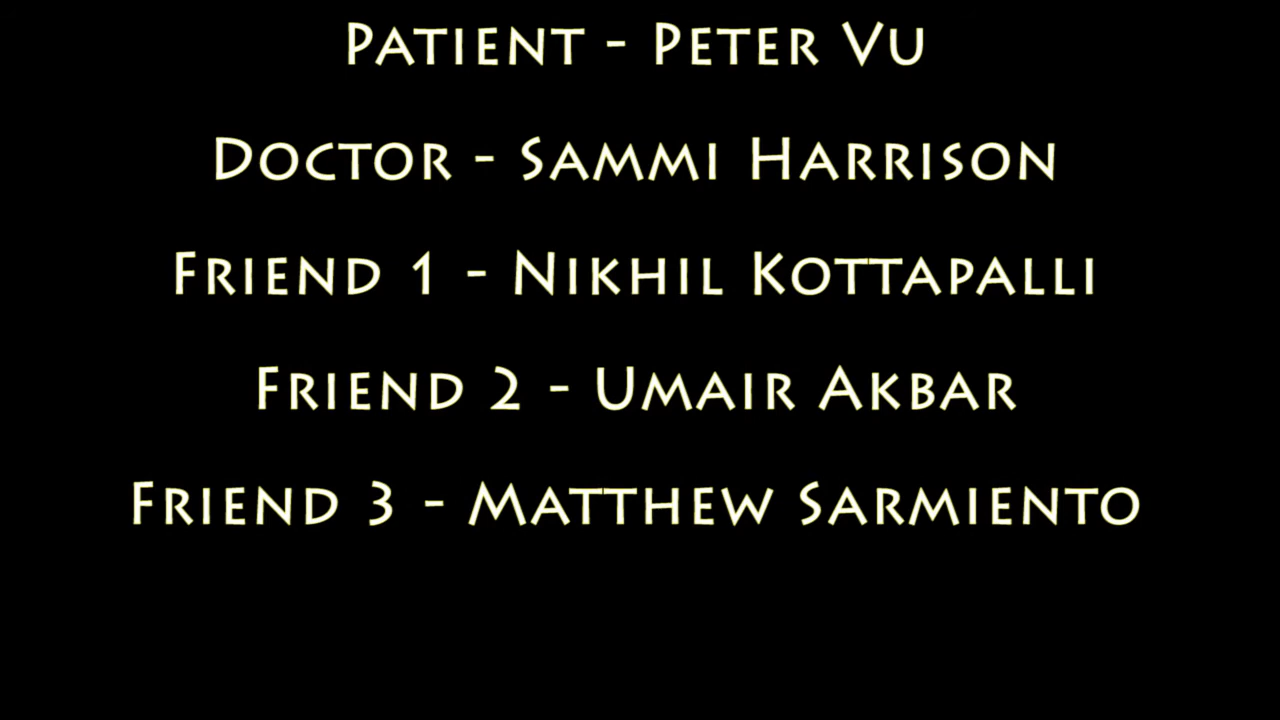 Patient - Peter Vu
Doctor - Sammi Harrison
Friend 1 - Nikhil Kottapalli
Friend 2 - Umair Akbar
Friend 3 - Matthew Sarmiento